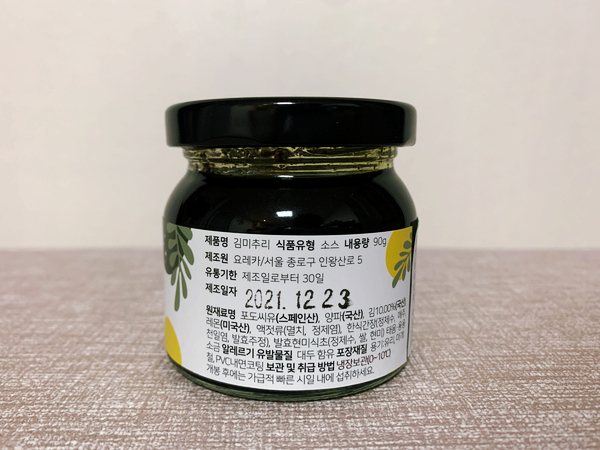 제품명 김미추리 식품유형 소스 내용량 90g
제조원 요레카/서울 종로구 인왕산로 5
유통기한 제조일로부터 30일
제조일자 2021.12 23
원재료명 포도씨유(스페인산), 양파(국산), 김10.00%(국산)
레몬(미국산), 액젓류(멸치, 정제염), 한식간장(정제수,
천일염, 발효주정), 발효현미식초(정제수, 쌀, 현미)
소금 알레르기 유발물질 대두 함유 포장재질 용기:유리,
철, PVC내면코팅 보관 및 취급 방법 냉장보관(0~10℃)
개봉 후에는 가급적 빠른 시일 내에 섭취하세요.